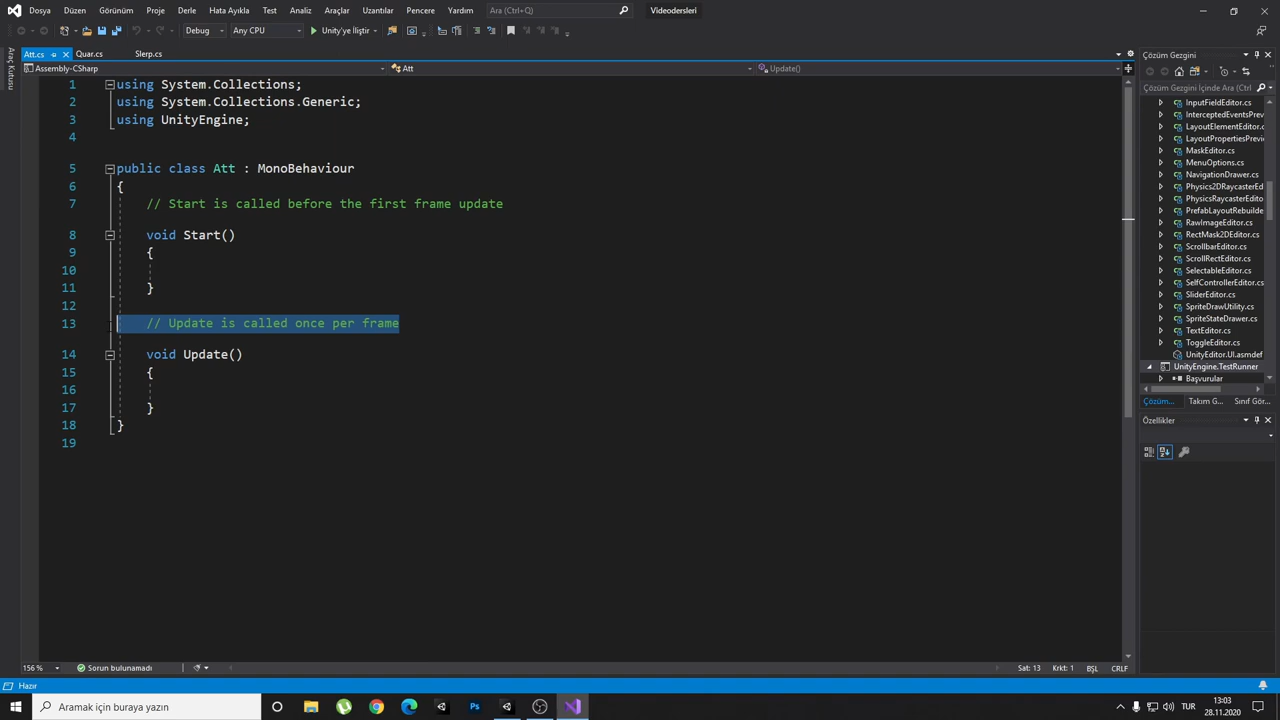 Dosya Düzen Görünüm Proje Derle Hata Ayıkla Test Analiz Araçlar Uzantılar Pencere Yardım Ara (Ctrl+Q) Videodersleri
Debug Any CPU Unity'ye İliştir
Araç Kutusu
Att.cs Quar.cs Slerp.cs
Assembly-CSharp Att Update()
1 using System.Collections;
2 using System.Collections.Generic;
3 using UnityEngine;
4
5 public class Att : MonoBehaviour
6 {
7 // Start is called before the first frame update
8 void Start()
9 {
10
11 }
12
13 // Update is called once per frame
14 void Update()
15 {
16
17 }
18 }
19
Çözüm Gezgini
Çözüm Gezgini İçinde Ara (Ctrl
InputFieldEditor.cs
InterceptedEventsPrev
LayoutElementEditor.c
LayoutPropertiesPrevie
MaskEditor.cs
MenuOptions.cs
NavigationDrawer.cs
Physics2DRaycasterEd
PhysicsRaycasterEditor
PrefabLayoutRebuilde
RawImageEditor.cs
RectMask2DEditor.cs
ScrollbarEditor.cs
ScrollRectEditor.cs
SelectableEditor.cs
SelfControllerEditor.cs
SliderEditor.cs
SpriteDrawUtility.cs
SpriteStateDrawer.cs
TextEditor.cs
ToggleEditor.cs
UnityEditor.UI.asmdef
UnityEngine.TestRunner
Başvurular
Çözüm... Takım G... Sınıf Gör...
Özellikler
156 % Sorun bulunamadı Sat: 13 Krkt: 1 BŞL CRLF
Hazır
Aramak için buraya yazın
TUR
13:03
28.11.2020